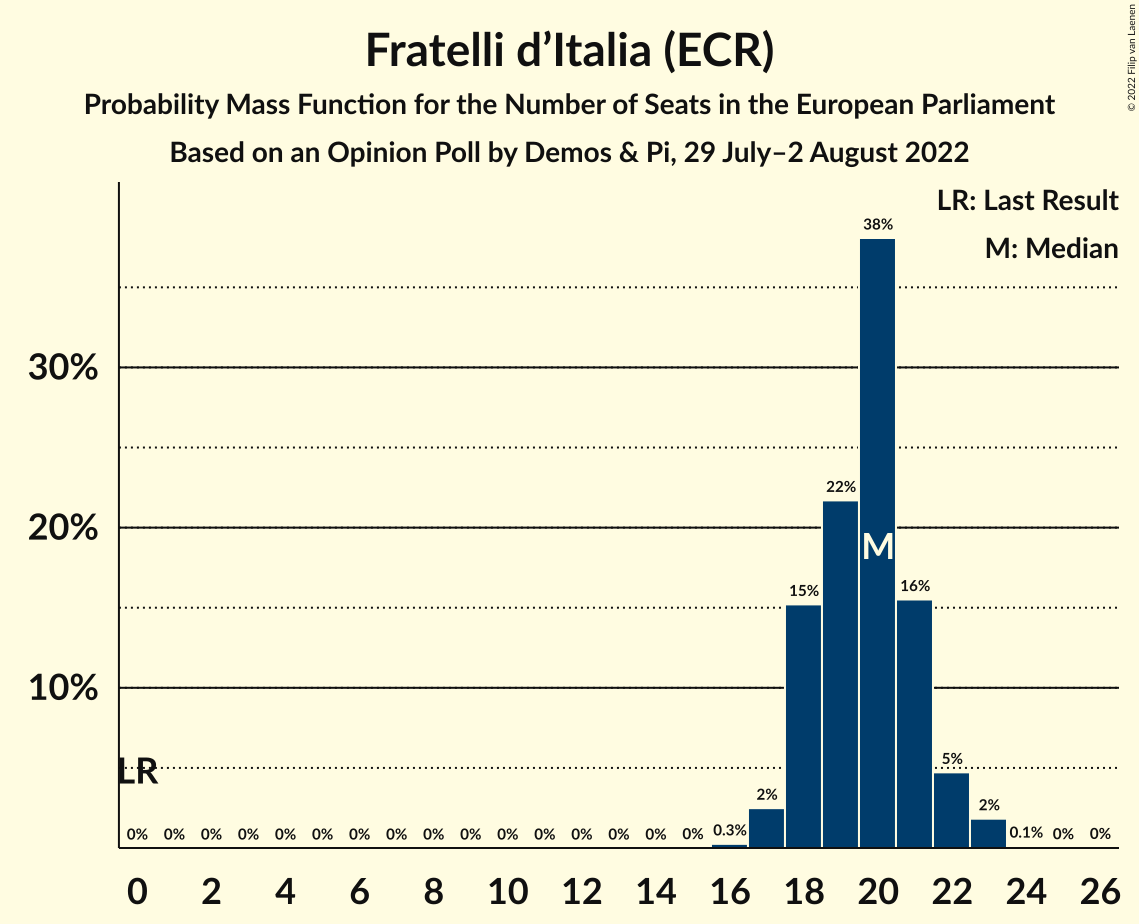 Fratelli d’Italia (ECR)
Probability Mass Function for the Number of Seats in the European Parliament
Based on an Opinion Poll by Demos & Pi, 29 July–2 August 2022
© 2022 Filip van Laenen
LR: Last Result
M: Median
38%
30%
22%
20%
M
15%
16%
10%
LR
5%
2%
2%
0% 0% 0% 0% 0% 0% 0% 0% 0% 0% 0% 0% 0% 0% 0% 0% 0.3% 0.1% 0% 0%
0 2 4 6 8 10 12 14 16 18 20 22 24 26